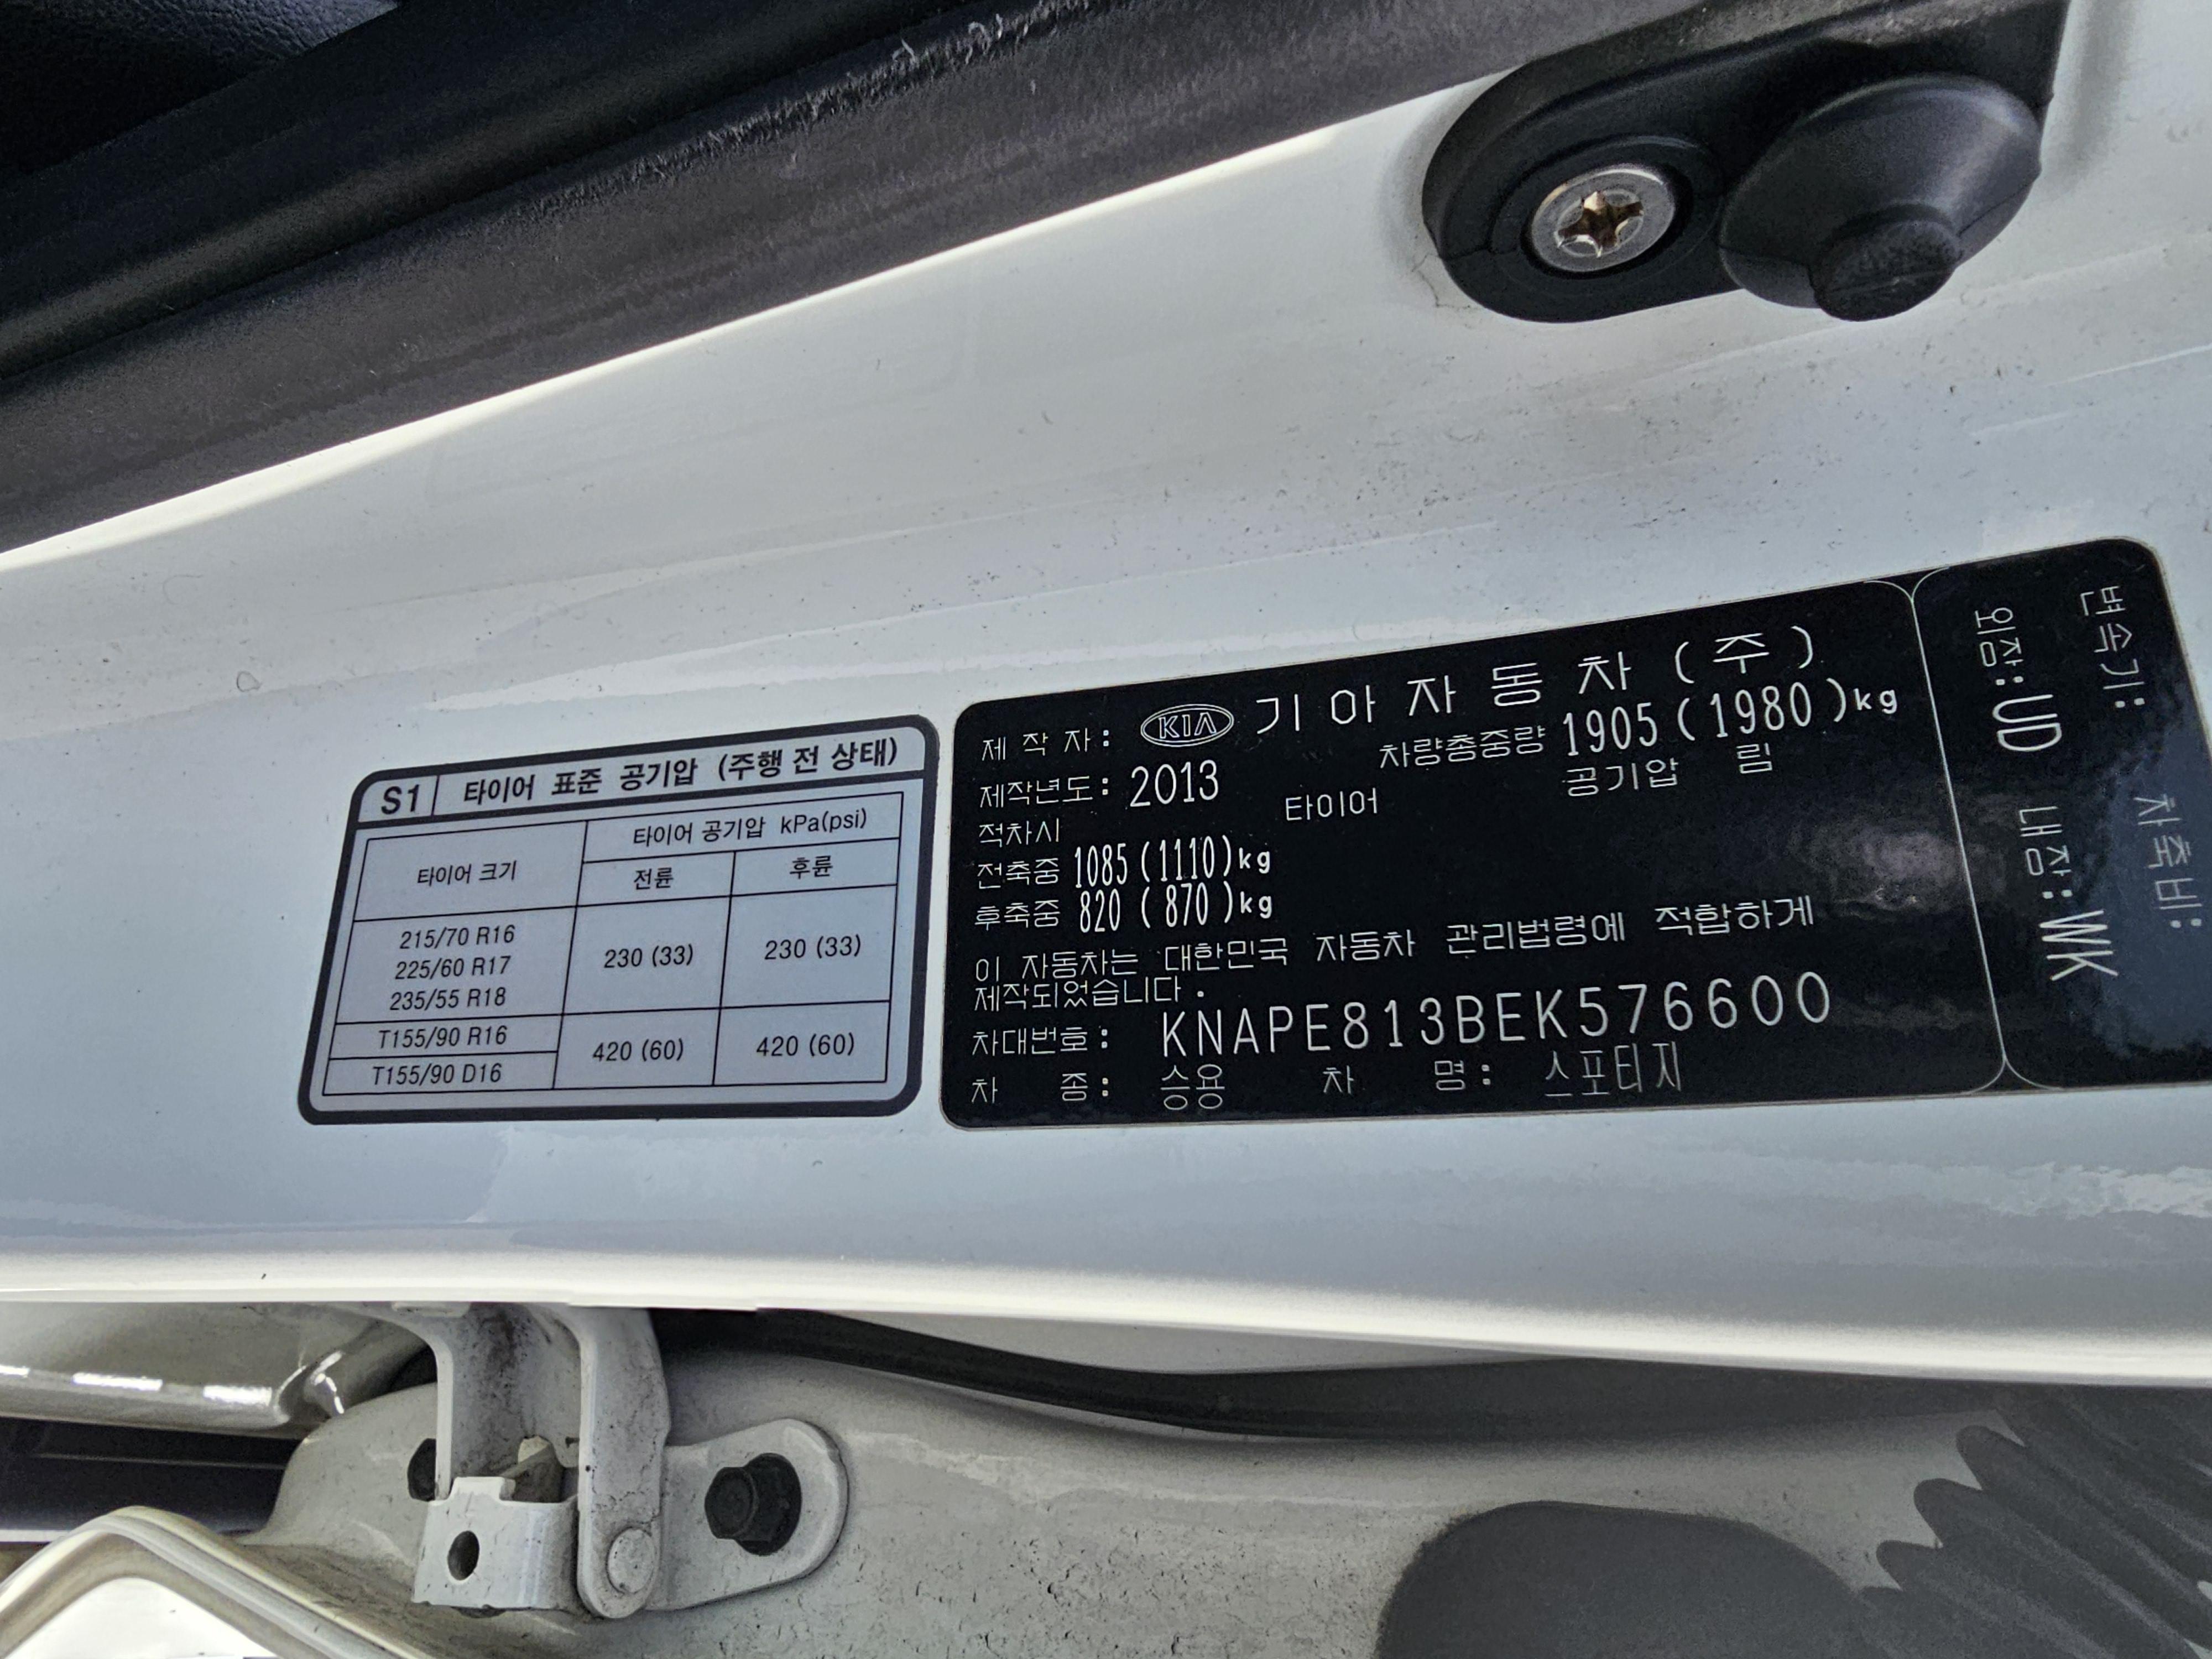 S1 타이어 표준 공기압 (주행 전 상태)
타이어 크기 타이어 공기압 kPa(psi)
전륜 후륜
215/70 R16
225/60 R17 230 (33) 230 (33)
235/55 R18
T155/90 R16
420 (60) 420 (60)
T155/90 D16
제 작 자: KIA 기아자동차(주)
차량총중량 1905(1980)kg
제작년도: 2013 타이어 공기압 림
적차시
전축중 1085(1110)kg
후축중 820 (870)kg
이 자동차는 대한민국 자동차 관리법령에 적합하게
제작되었습니다.
차대번호: KNAPE813BEK576600
차 종: 승용 차 명: 스포티지
변속기: 차축비:
외장:UD 내장:WK